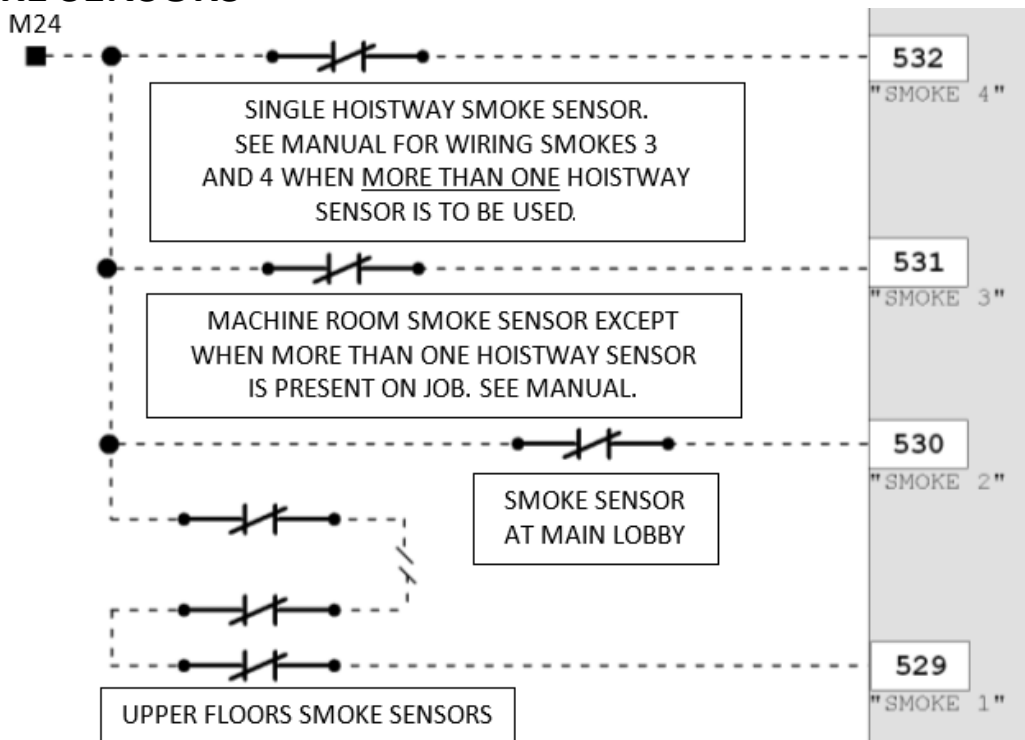 M24
532
"SMOKE 4"
SINGLE HOISTWAY SMOKE SENSOR.
SEE MANUAL FOR WIRING SMOKES 3
AND 4 WHEN MORE THAN ONE HOISTWAY
SENSOR IS TO BE USED.
531
"SMOKE 3"
MACHINE ROOM SMOKE SENSOR EXCEPT
WHEN MORE THAN ONE HOISTWAY SENSOR
IS PRESENT ON JOB. SEE MANUAL.
530
"SMOKE 2"
SMOKE SENSOR
AT MAIN LOBBY
529
"SMOKE 1"
UPPER FLOORS SMOKE SENSORS